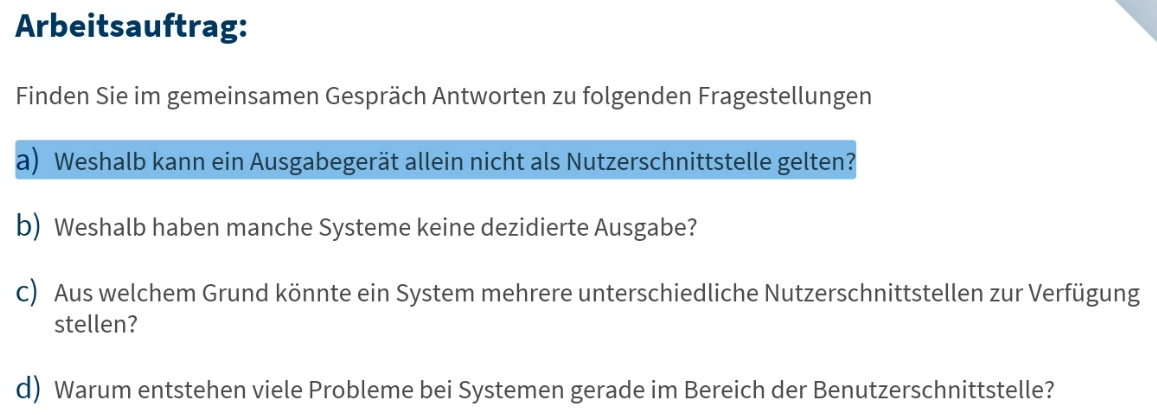 Arbeitsauftrag:
Finden Sie im gemeinsamen Gespräch Antworten zu folgenden Fragestellungen
a) Weshalb kann ein Ausgabegerät allein nicht als Nutzerschnittstelle gelten?
b) Weshalb haben manche Systeme keine dezidierte Ausgabe?
c) Aus welchem Grund könnte ein System mehrere unterschiedliche Nutzerschnittstellen zur Verfügung
stellen?
d) Warum entstehen viele Probleme bei Systemen gerade im Bereich der Benutzerschnittstelle?